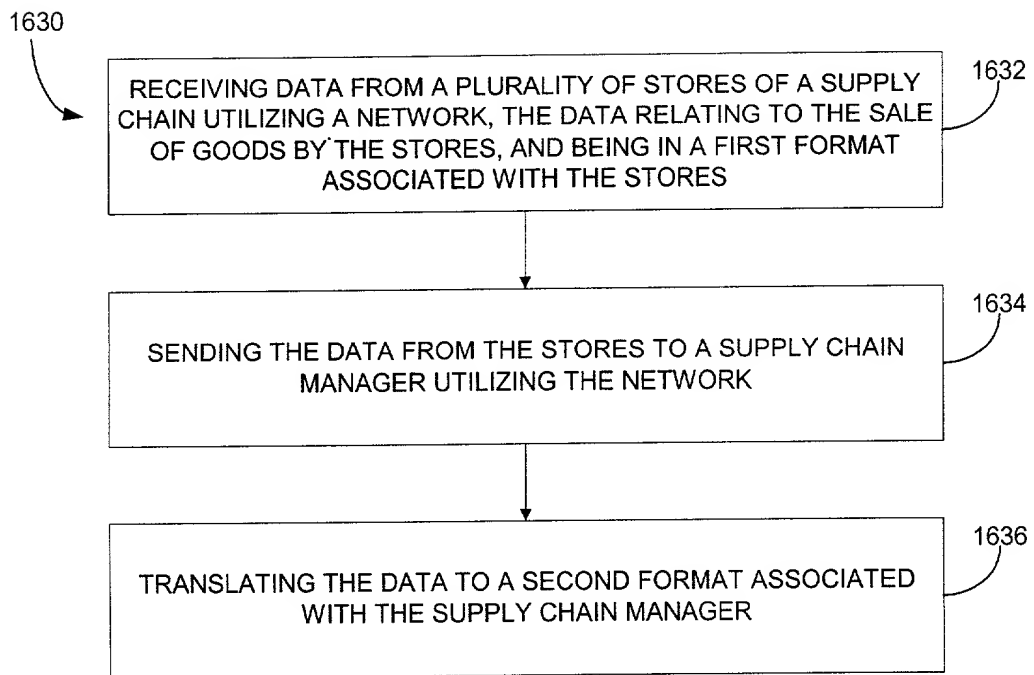 1630
RECEIVING DATA FROM A PLURALITY OF STORES OF A SUPPLY
CHAIN UTILIZING A NETWORK, THE DATA RELATING TO THE SALE
OF GOODS BY THE STORES, AND BEING IN A FIRST FORMAT
ASSOCIATED WITH THE STORES
1632
SENDING THE DATA FROM THE STORES TO A SUPPLY CHAIN
MANAGER UTILIZING THE NETWORK
1634
TRANSLATING THE DATA TO A SECOND FORMAT ASSOCIATED
WITH THE SUPPLY CHAIN MANAGER
1636